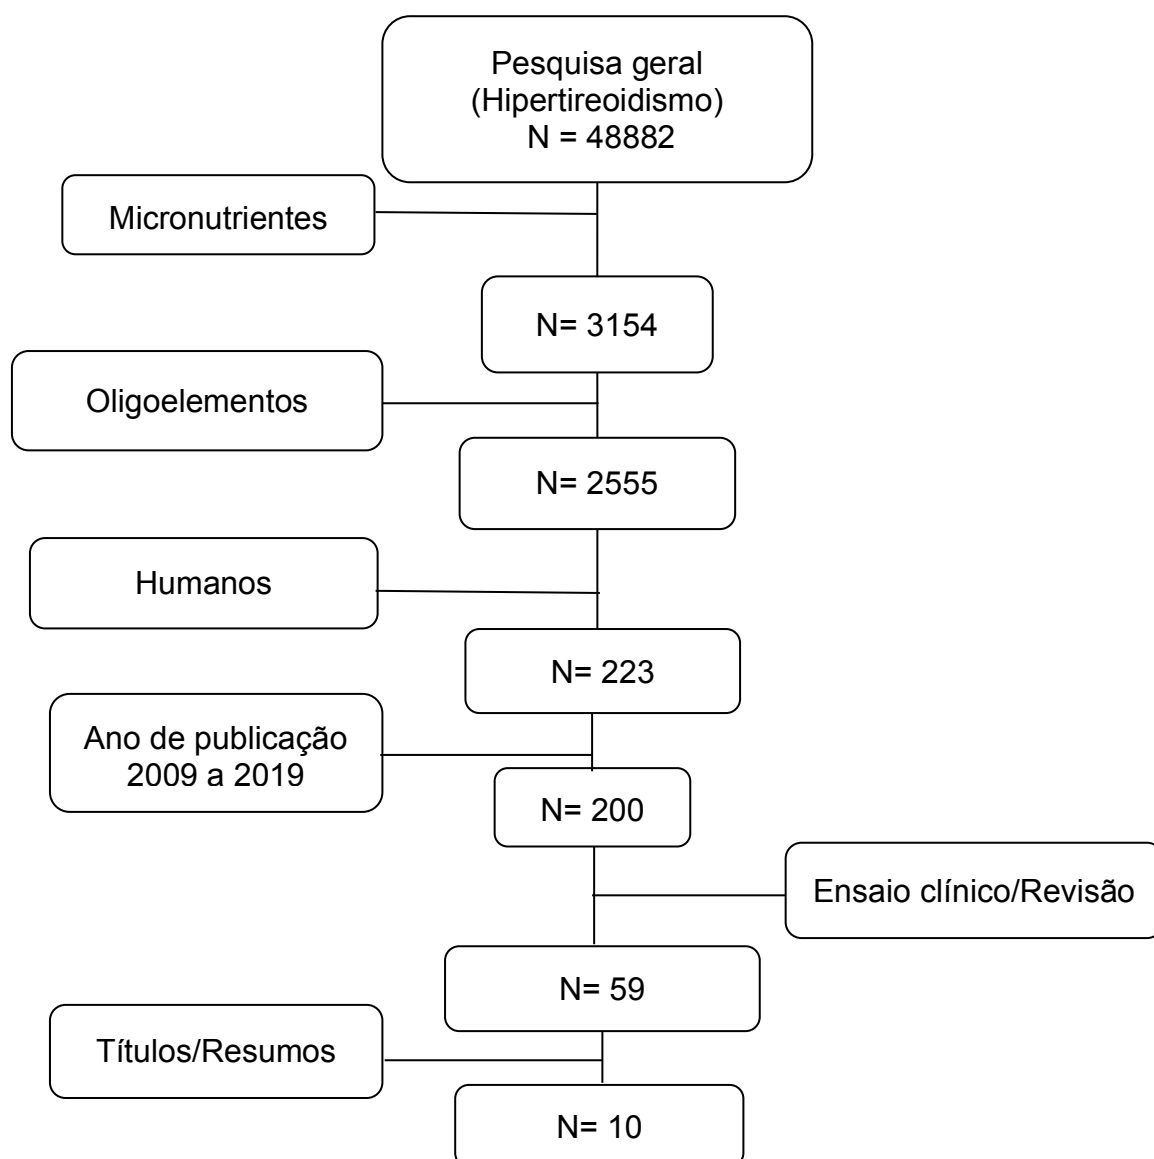 Pesquisa geral
(Hipertireoidismo)
N = 48882
Micronutrientes
N= 3154
Oligoelementos
N= 2555
Humanos
N= 223
Ano de publicação
2009 a 2019
N= 200
Ensaio clínico/Revisão
N= 59
Títulos/Resumos
N= 10